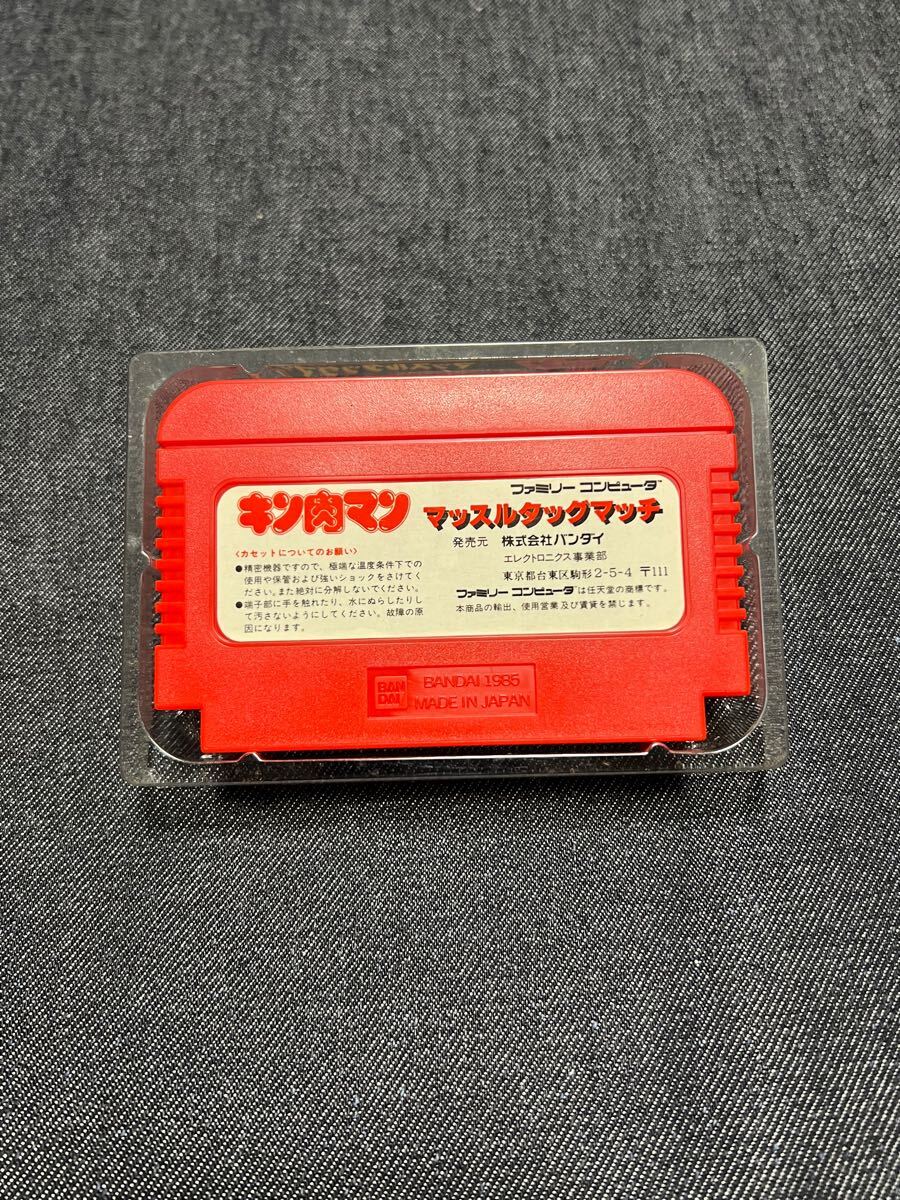 キン肉マン
ファミリー コンピュータ™
マッスルタッグマッチ
発売元 株式会社バンダイ
エレクトロニクス事業部
東京都台東区駒形2-5-4 〒111
ファミリー コンピュータ™は任天堂の商標です。
本商品の輸出、使用営業及び賃貸を禁じます。
〈カセットについてのお願い〉
●精密機器ですので、極端な温度条件下での
使用や保管および強いショックをさけてく
ださい。また絶対に分解しないでください。
●端子部に手を触れたり、水にぬらしたりし
て汚さないようにしてください。故障の原
因になります。
BAN
DAI
BANDAI 1985
MADE IN JAPAN